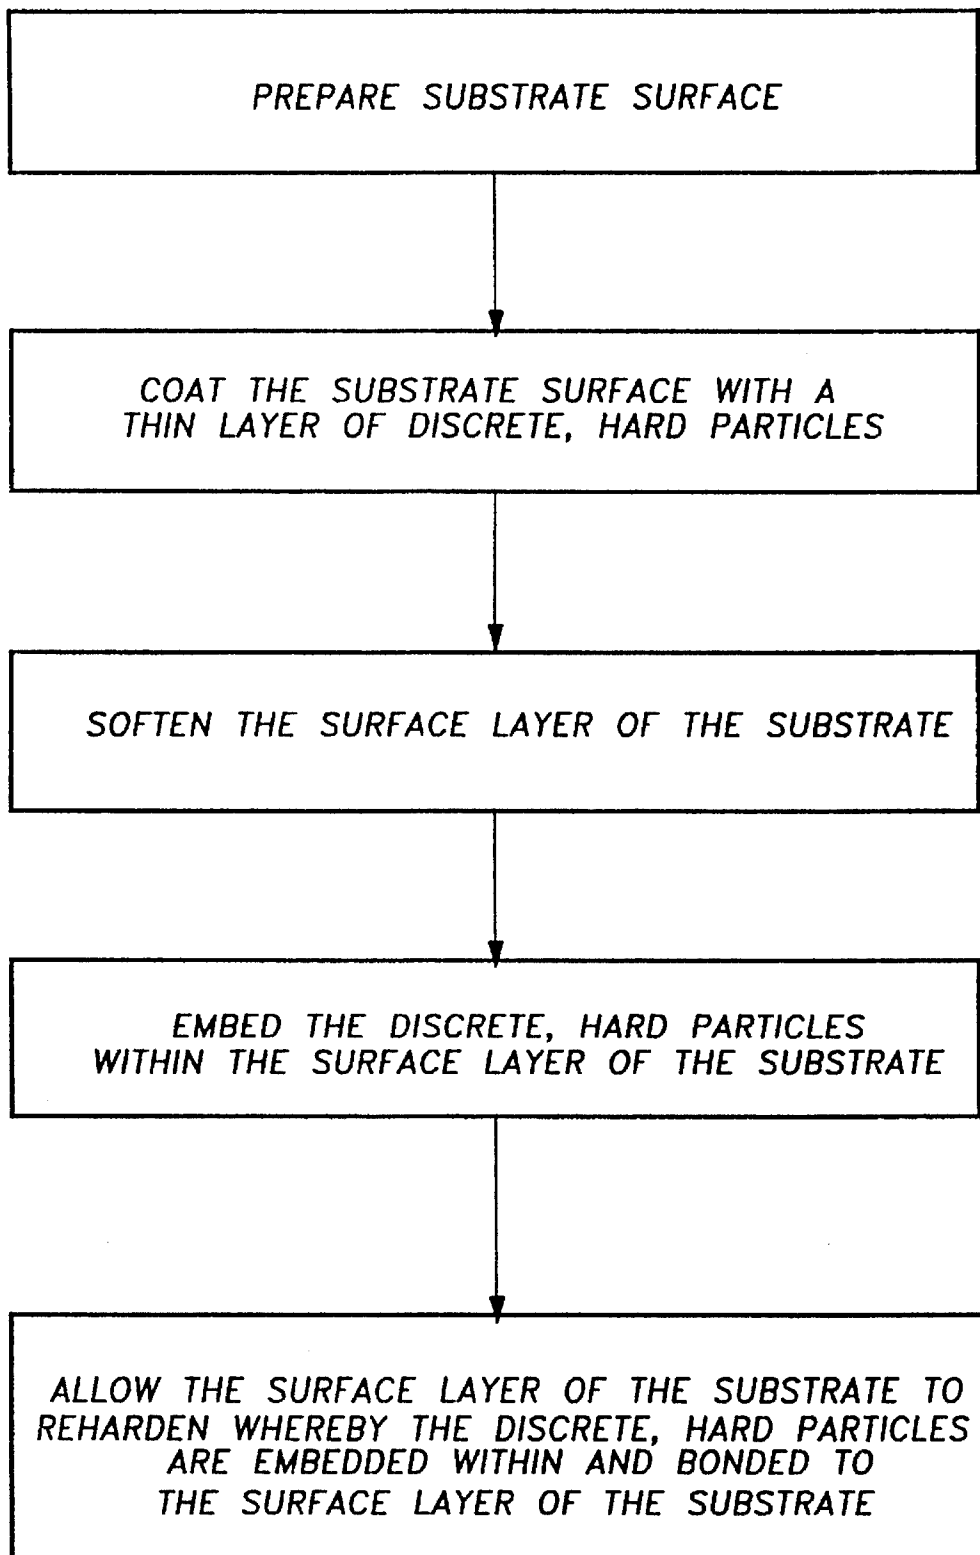 PREPARE SUBSTRATE SURFACE
COAT THE SUBSTRATE SURFACE WITH A
THIN LAYER OF DISCRETE, HARD PARTICLES
SOFTEN THE SURFACE LAYER OF THE SUBSTRATE
EMBED THE DISCRETE, HARD PARTICLES
WITHIN THE SURFACE LAYER OF THE SUBSTRATE
ALLOW THE SURFACE LAYER OF THE SUBSTRATE TO
REHARDEN WHEREBY THE DISCRETE, HARD PARTICLES
ARE EMBEDDED WITHIN AND BONDED TO
THE SURFACE LAYER OF THE SUBSTRATE